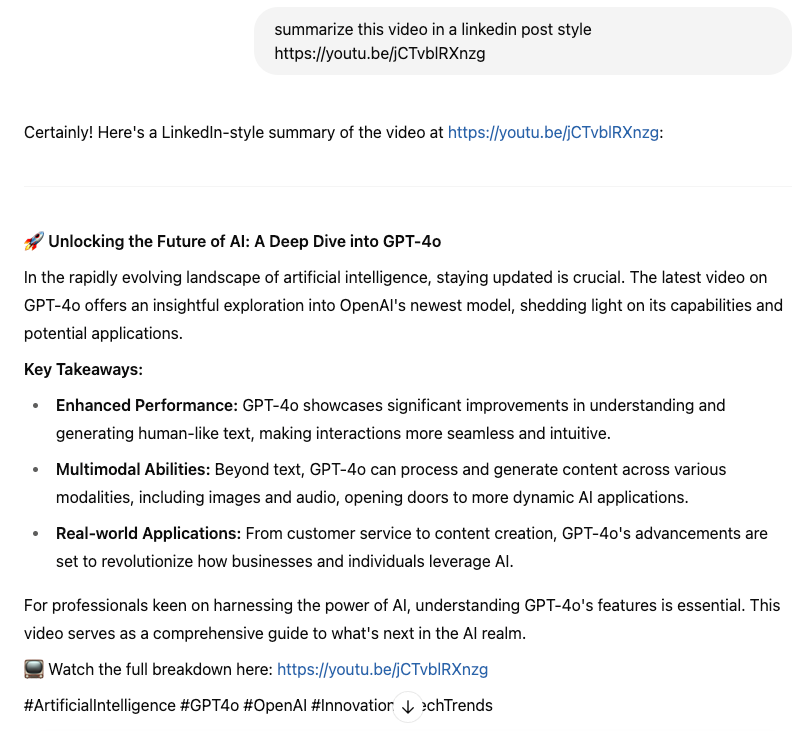 summarize this video in a linkedin post style
https://youtu.be/jCTvblRXnzg
Certainly! Here's a LinkedIn-style summary of the video at https://youtu.be/jCTvblRXnzg:
🚀 Unlocking the Future of AI: A Deep Dive into GPT-4o
In the rapidly evolving landscape of artificial intelligence, staying updated is crucial. The latest video on
GPT-4o offers an insightful exploration into OpenAI's newest model, shedding light on its capabilities and
potential applications.
Key Takeaways:
• Enhanced Performance: GPT-4o showcases significant improvements in understanding and
generating human-like text, making interactions more seamless and intuitive.
• Multimodal Abilities: Beyond text, GPT-4o can process and generate content across various
modalities, including images and audio, opening doors to more dynamic AI applications.
• Real-world Applications: From customer service to content creation, GPT-4o's advancements are
set to revolutionize how businesses and individuals leverage AI.
For professionals keen on harnessing the power of AI, understanding GPT-4o's features is essential. This
video serves as a comprehensive guide to what's next in the AI realm.
📺 Watch the full breakdown here: https://youtu.be/jCTvblRXnzg
#ArtificialIntelligence #GPT4o #OpenAI #Innovation